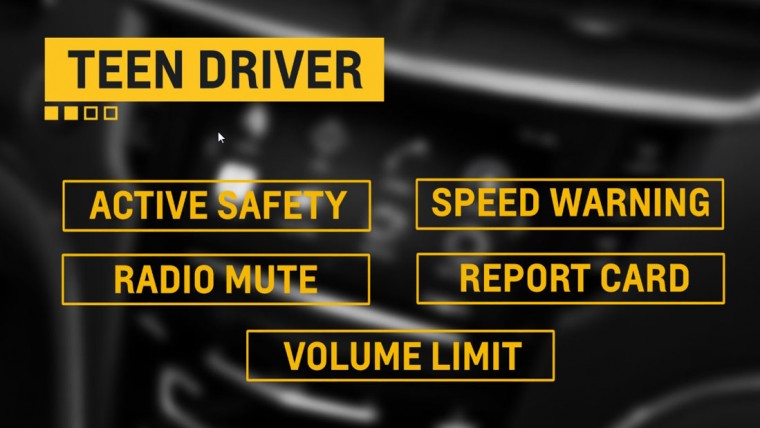 TEEN DRIVER
ACTIVE SAFETY
SPEED WARNING
RADIO MUTE
REPORT CARD
VOLUME LIMIT